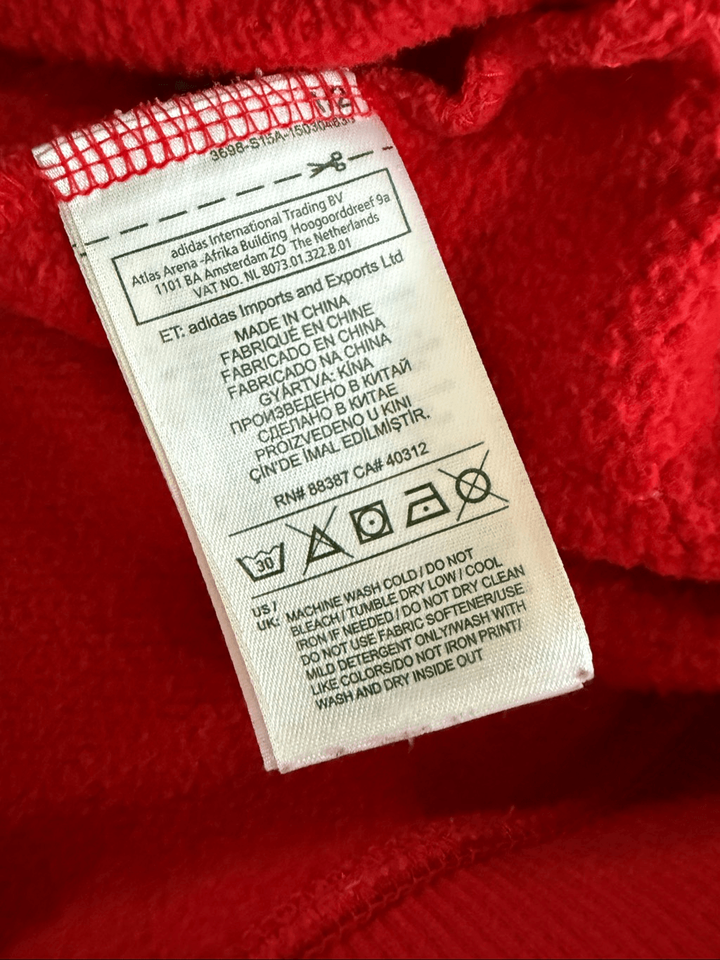 3698-S15A-150304833
adidas International Trading BV
Atlas Arena -Afrika Building Hoogoorddreef 9a
1101 BA Amsterdam ZO The Netherlands
VAT NO. NL 8073.01.322.B.01
ET: adidas Imports and Exports Ltd
MADE IN CHINA
FABRIQUÉ EN CHINE
FABRICADO EN CHINA
FABRICADO NA CHINA
GYÁRTVA: KÍNA
ПРОИЗВЕДЕНО В КИТАЙ
СДЕЛАНО В КИТАЕ
PROIZVEDENO U KINI
ÇİN'DE İMAL EDİLMİŞTİR.
RN# 88387 CA# 40312
30
US / UK: MACHINE WASH COLD / DO NOT
BLEACH / TUMBLE DRY LOW / COOL
IRON IF NEEDED / DO NOT DRY CLEAN
DO NOT USE FABRIC SOFTENER/USE
MILD DETERGENT ONLY/WASH WITH
LIKE COLORS/DO NOT IRON PRINT/
WASH AND DRY INSIDE OUT